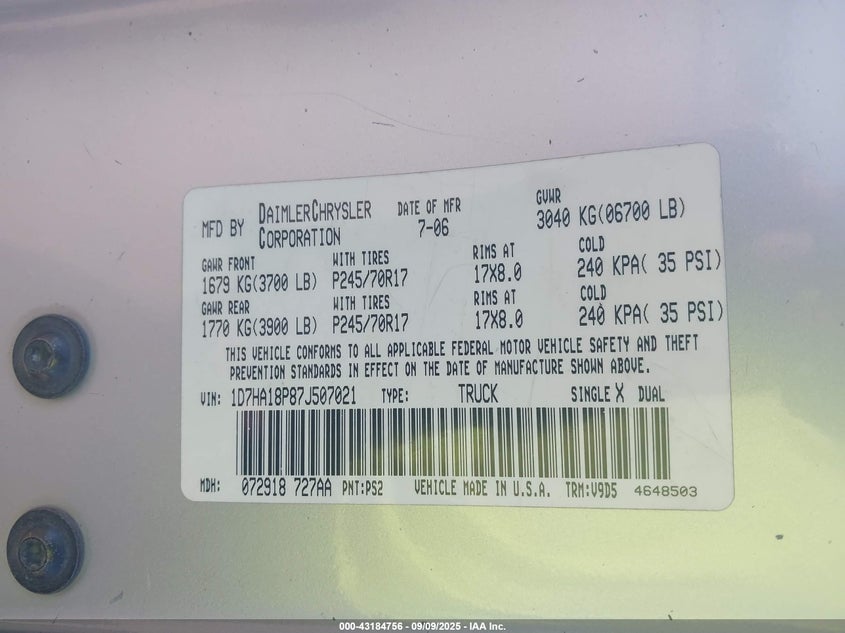 MFD BY DAIMLERCHRYSLER CORPORATION DATE OF MFR 7-06 GVWR 3040 KG(06700 LB)
GAWR FRONT WITH TIRES RIMS AT COLD
1679 KG(3700 LB) P245/70R17 17X8.0 240 KPA( 35 PSI)
GAWR REAR WITH TIRES RIMS AT COLD
1770 KG(3900 LB) P245/70R17 17X8.0 240 KPA( 35 PSI)
THIS VEHICLE CONFORMS TO ALL APPLICABLE FEDERAL MOTOR VEHICLE SAFETY AND THEFT
PREVENTION STANDARDS IN EFFECT ON THE DATE OF MANUFACTURE SHOWN ABOVE.
VIN: 1D7HA18P87J507021 TYPE: TRUCK SINGLE X DUAL
MDH: 072918 727AA PNT:PS2 VEHICLE MADE IN U.S.A. TRM:V9D5 4648503
000-43184756 - 09/09/2025 - IAA Inc.